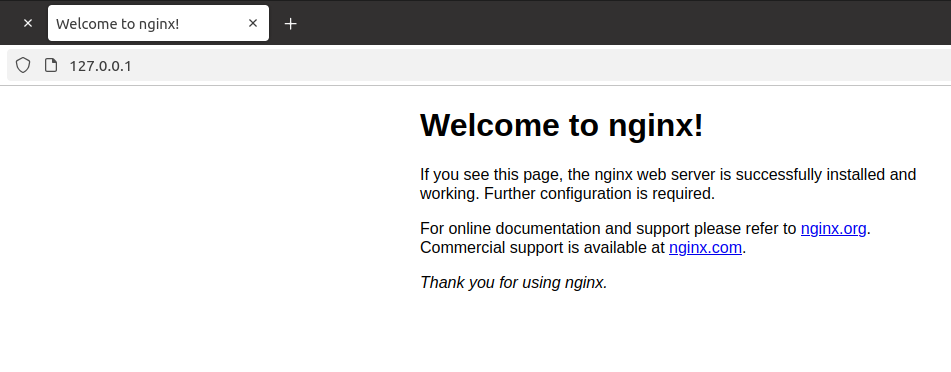 Welcome to nginx!
127.0.0.1
Welcome to nginx!
If you see this page, the nginx web server is successfully installed and
working. Further configuration is required.
For online documentation and support please refer to nginx.org.
Commercial support is available at nginx.com.
Thank you for using nginx.